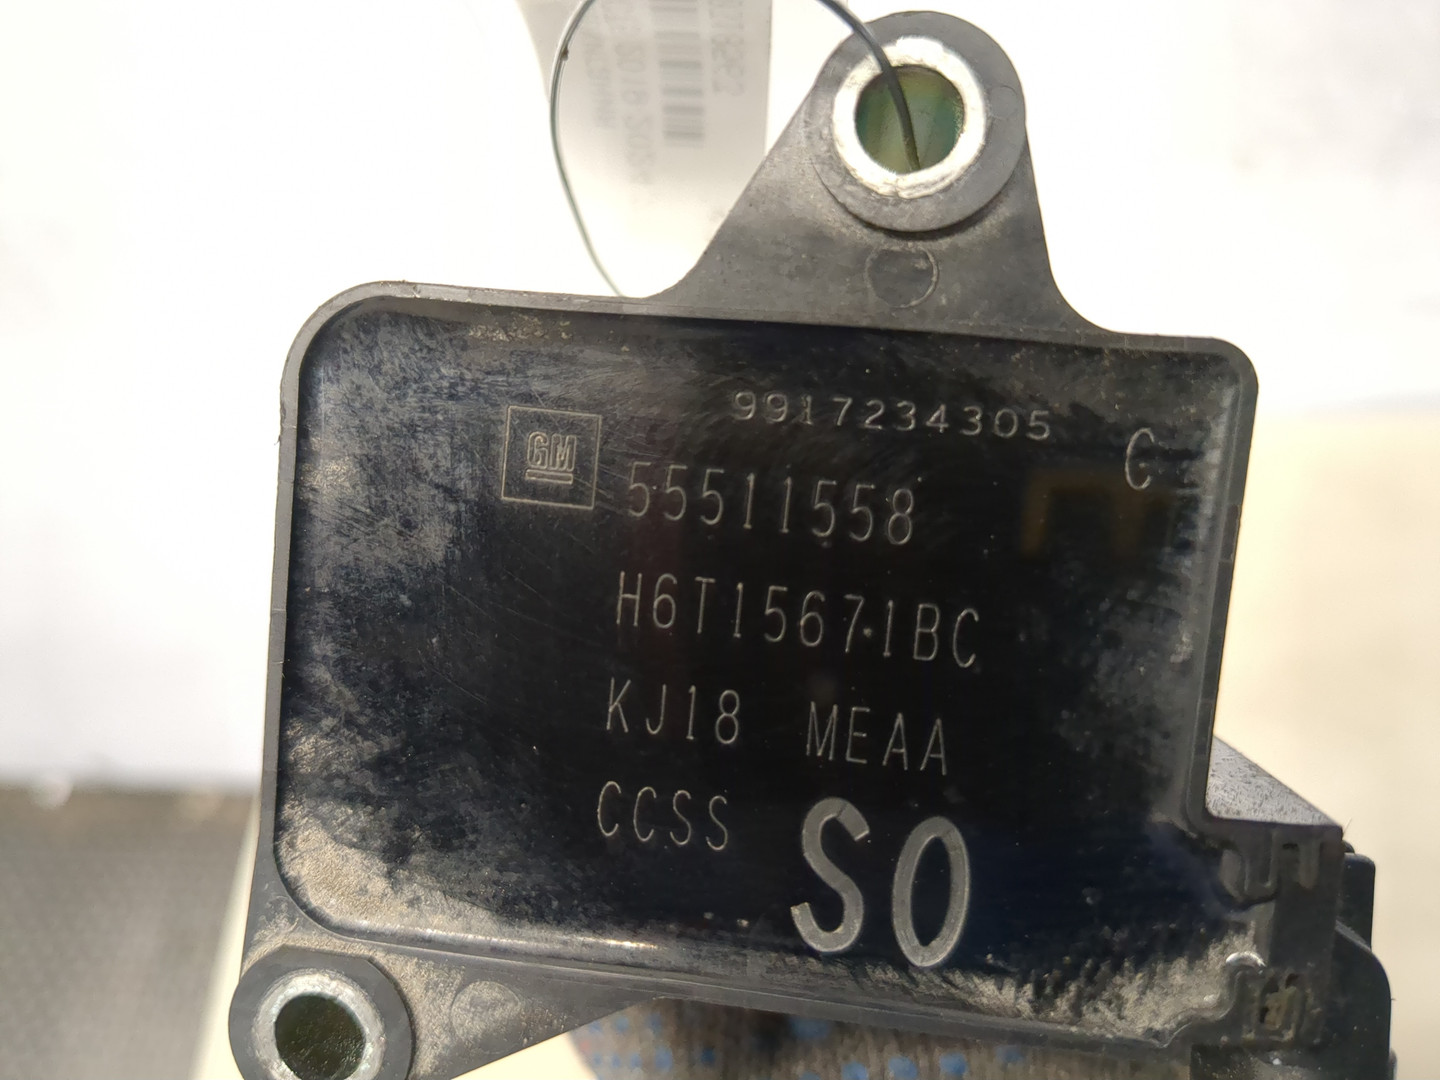 9917234305
C
GM
55511558
H6T15671BC
KJ18 MEAA
CCSS
SO